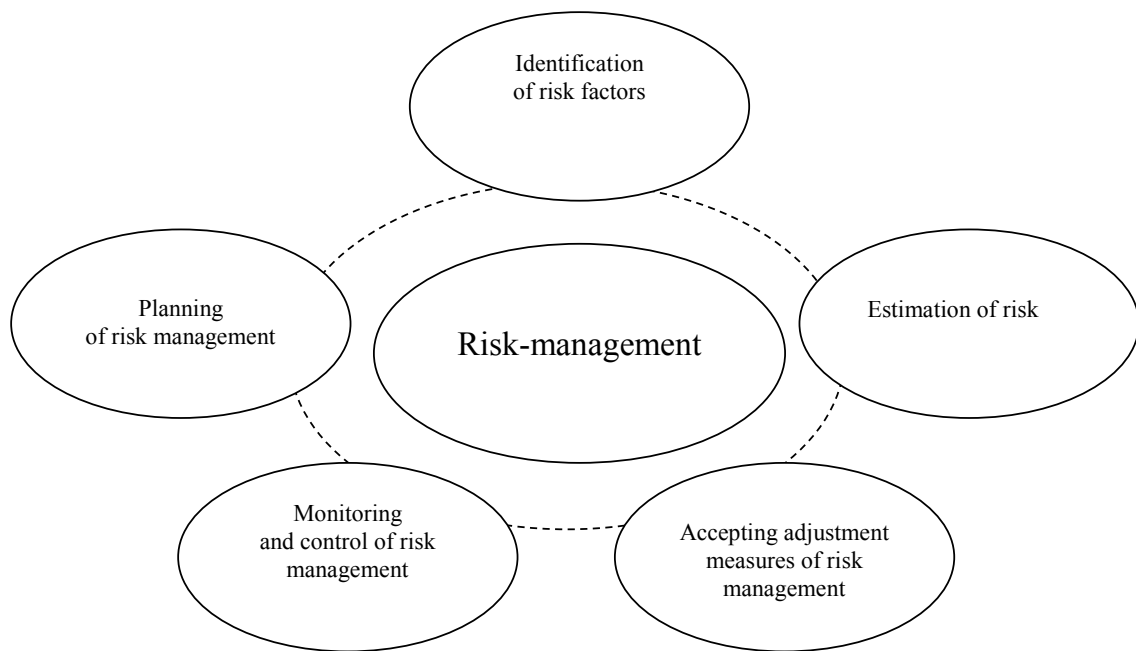 Identification
of risk factors
Planning
of risk management
Estimation of risk
Risk-management
Monitoring
and control of risk
management
Accepting adjustment
measures of risk
management